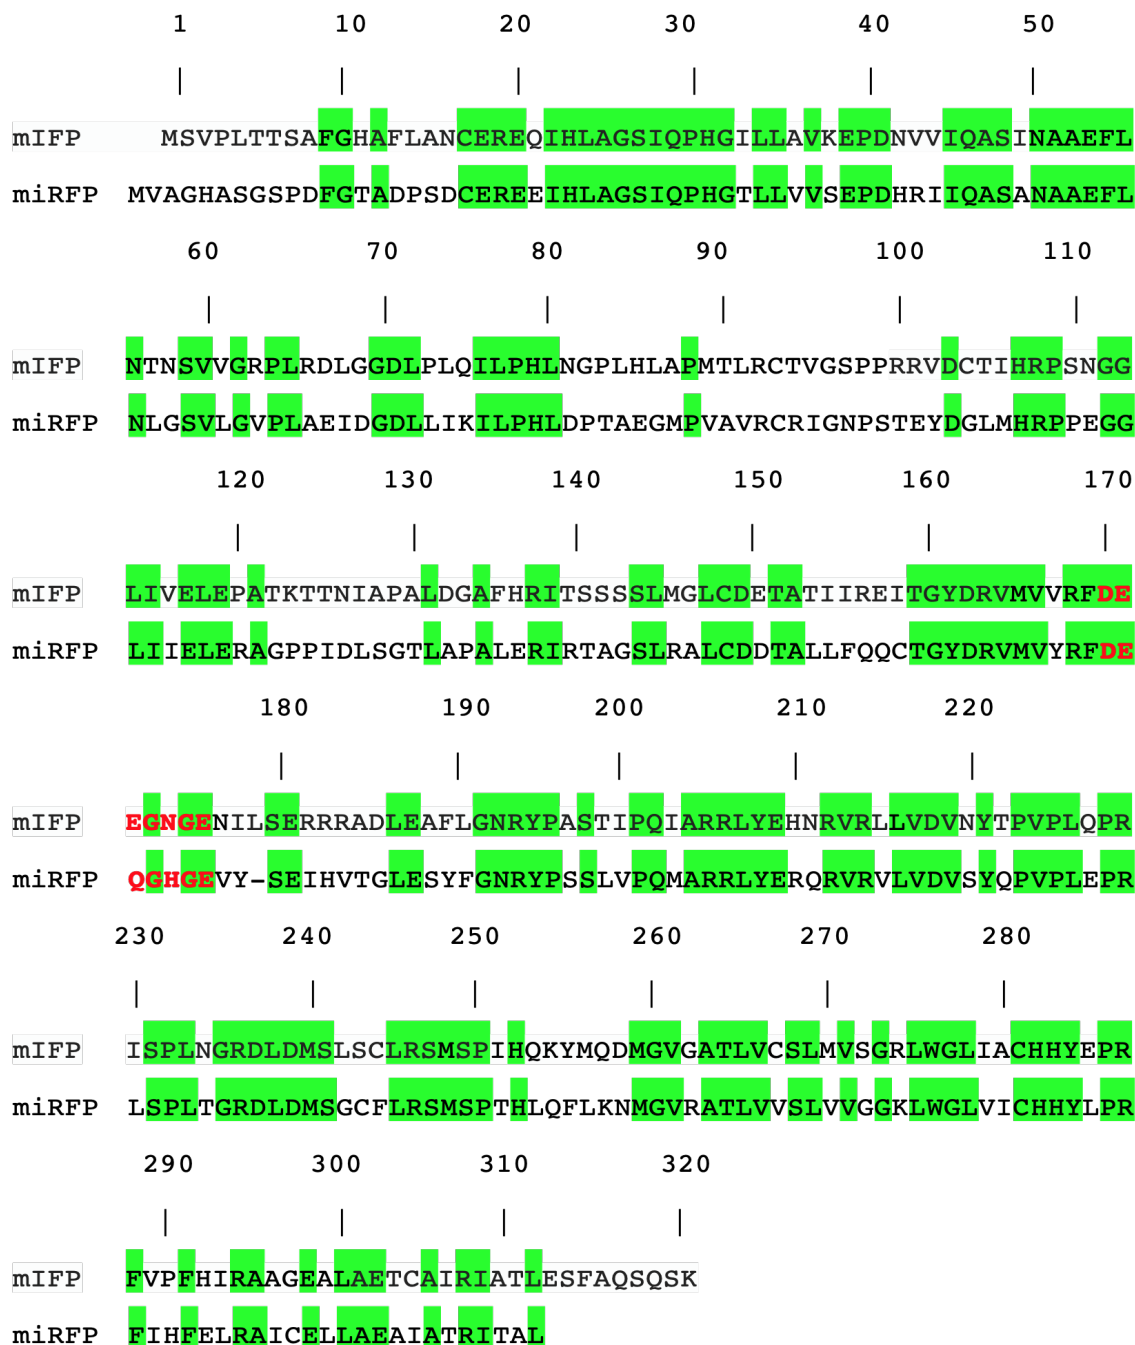 1 10 20 30 40 50
mIFP MSVPLTTSAFGHAFLANCEREQIHLAGSIQPHGILLAVKEPDNVVIQASINAAEFL
miRFP MVAGHASGSPDFGTADPSDCEREEIHLAGSIQPHGTLLVVSEPDHRIIQASANAAEFL
60 70 80 90 100 110
mIFP NTNSVVGRPLRDLGGDLPLQILPHLNGPLHLAPMTLRCTVGSPPRRVDCTIHRPSNGG
miRFP NLGSVLGVPLAEIDGDLLIKILPHLDPTAEGMPVAVRCRIGNPSTEYDGLMHRPPEGG
120 130 140 150 160 170
mIFP LIVELEPATKTTNIAPALDGAFHRITSSSSLMGLCDETATIIREITGYDRVMVVRFDE
miRFP LIIELERAGPPIDLSGTLAPALERIRTAGSLRALCDDTALLFQQCTGYDRVMVYRFDE
180 190 200 210 220
mIFP EGNGENILSERRRADLEAFLGNRYPASTIPQIARRLYEHNRVRLLVDVNYTPVPLQPR
miRFP QGHGEVY-SEIHVTGLESYFGNRYPSSLVPQMARRLYERQRVRVLVDVSYQPVPLEPR
230 240 250 260 270 280
mIFP ISPLNGRDLDMSLSCLRSMSPIHQKYMQDMGVGATLVCSLMVSGRLWGLIACHHYEPR
miRFP LSPLTGRDLDMSGCFLRSMSPTHLQFLKNMGVRATLVVSLVVGGKLWGLVICHHYLPR
290 300 310 320
mIFP FVPFHIRAAGEALAETCAIRIATLESFAQSQSK
miRFP FIHFELRAICELLAEAIATRITAL